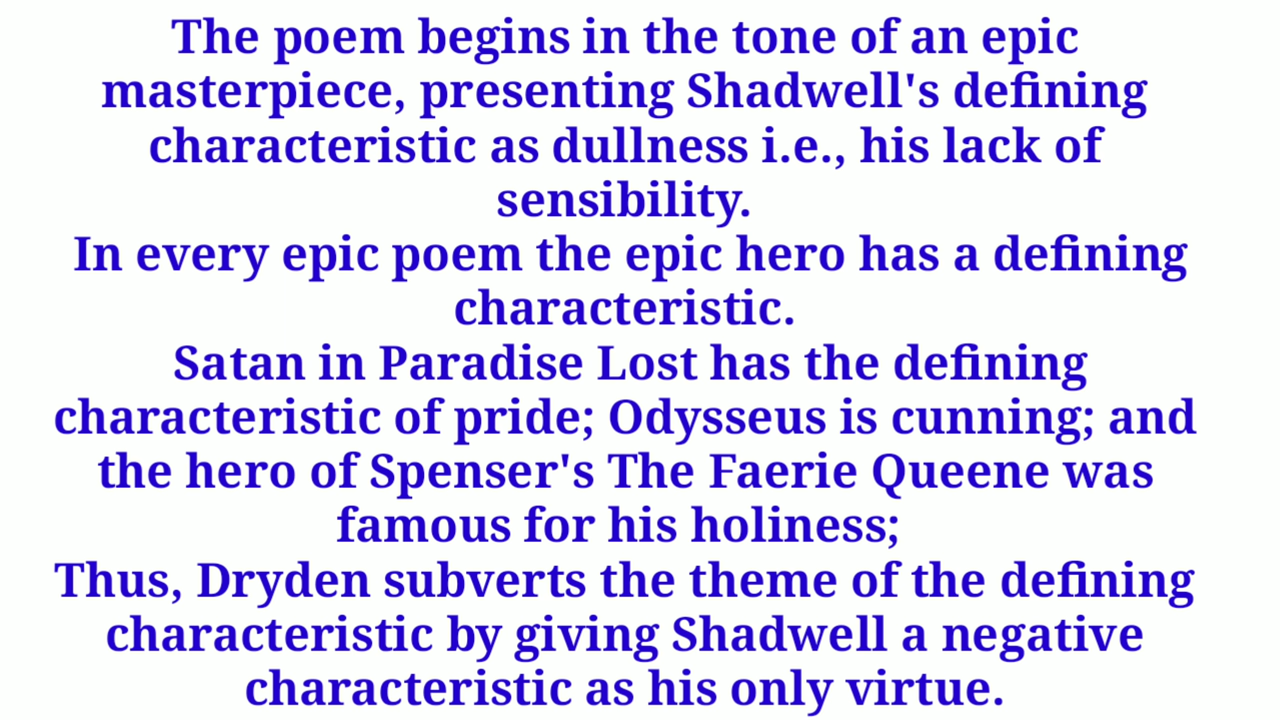 The poem begins in the tone of an epic
masterpiece, presenting Shadwell's defining
characteristic as dullness i.e., his lack of
sensibility.
In every epic poem the epic hero has a defining
characteristic.
Satan in Paradise Lost has the defining
characteristic of pride; Odysseus is cunning; and
the hero of Spenser's The Faerie Queene was
famous for his holiness;
Thus, Dryden subverts the theme of the defining
characteristic by giving Shadwell a negative
characteristic as his only virtue.